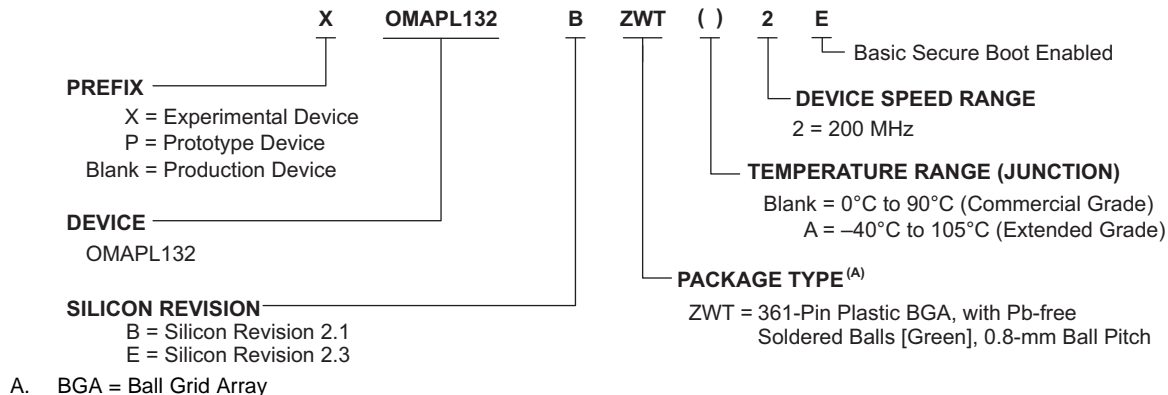 X OMAPL132 B ZWT ( ) 2 E
Basic Secure Boot Enabled
PREFIX
X = Experimental Device
P = Prototype Device
Blank = Production Device
DEVICE SPEED RANGE
2 = 200 MHz
TEMPERATURE RANGE (JUNCTION)
Blank = 0°C to 90°C (Commercial Grade)
A = –40°C to 105°C (Extended Grade)
DEVICE
OMAPL132
PACKAGE TYPE(A)
ZWT = 361-Pin Plastic BGA, with Pb-free
Soldered Balls [Green], 0.8-mm Ball Pitch
SILICON REVISION
B = Silicon Revision 2.1
E = Silicon Revision 2.3
A. BGA = Ball Grid Array